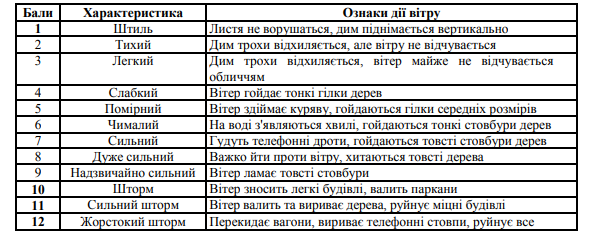 Бали Характеристика Ознаки дії вітру
1 Штиль Листя не ворушаться, дим піднімається вертикально
2 Тихий Дим трохи відхиляється, але вітру не відчувається
3 Легкий Дим трохи відхиляється, вітер майже не відчувається
обличчям
4 Слабкий Вітер гойдає тонкі гілки дерев
5 Помірний Вітер здіймає куряву, гойдаються гілки середніх розмірів
6 Чималий На воді з'являються хвилі, гойдаються тонкі стовбури дерев
7 Сильний Гудуть телефонні дроти, гойдаються товсті стовбури дерев
8 Дуже сильний Важко йти проти вітру, хитаються товсті дерева
9 Надзвичайно сильний Вітер ламає товсті стовбури
10 Шторм Вітер зносить легкі будівлі, валить паркани
11 Сильний шторм Вітер валить та вириває дерева, руйнує міцні будівлі
12 Жорстокий шторм Перекидає вагони, вириває телефонні стовпи, руйнує все